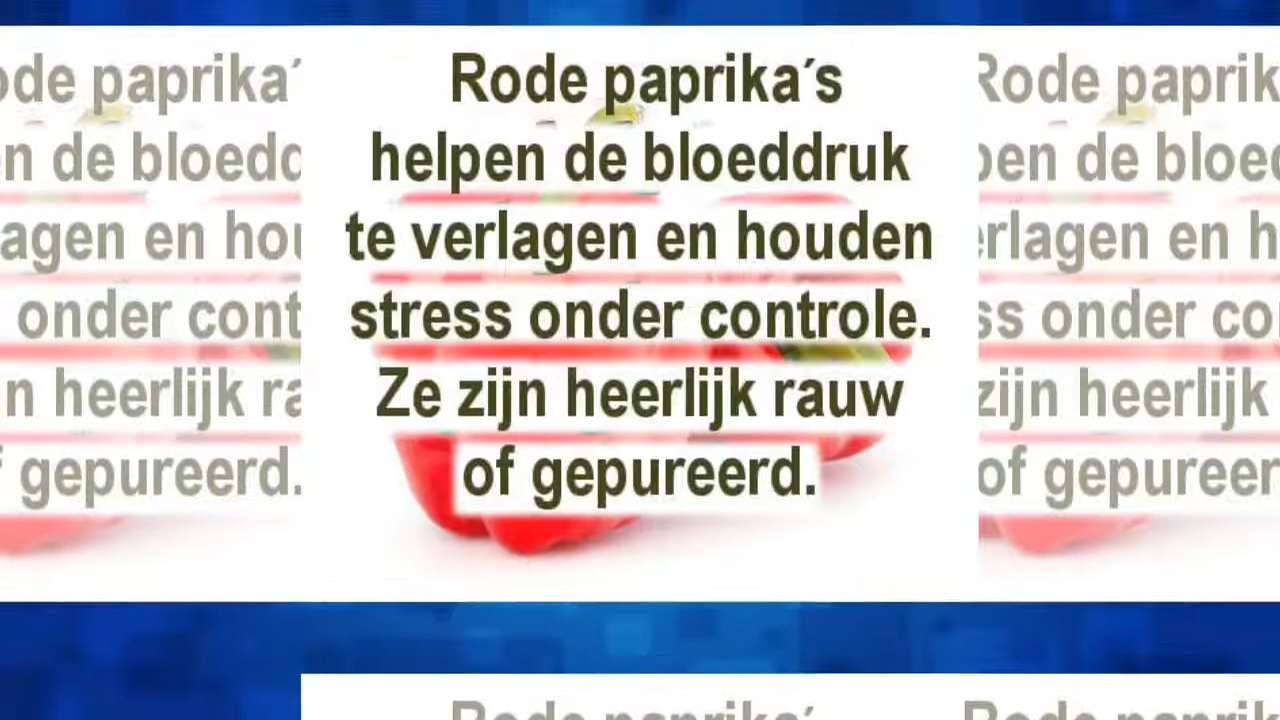 Rode paprika´s
helpen de bloeddruk
te verlagen en houden
stress onder controle.
Ze zijn heerlijk rauw
of gepureerd.